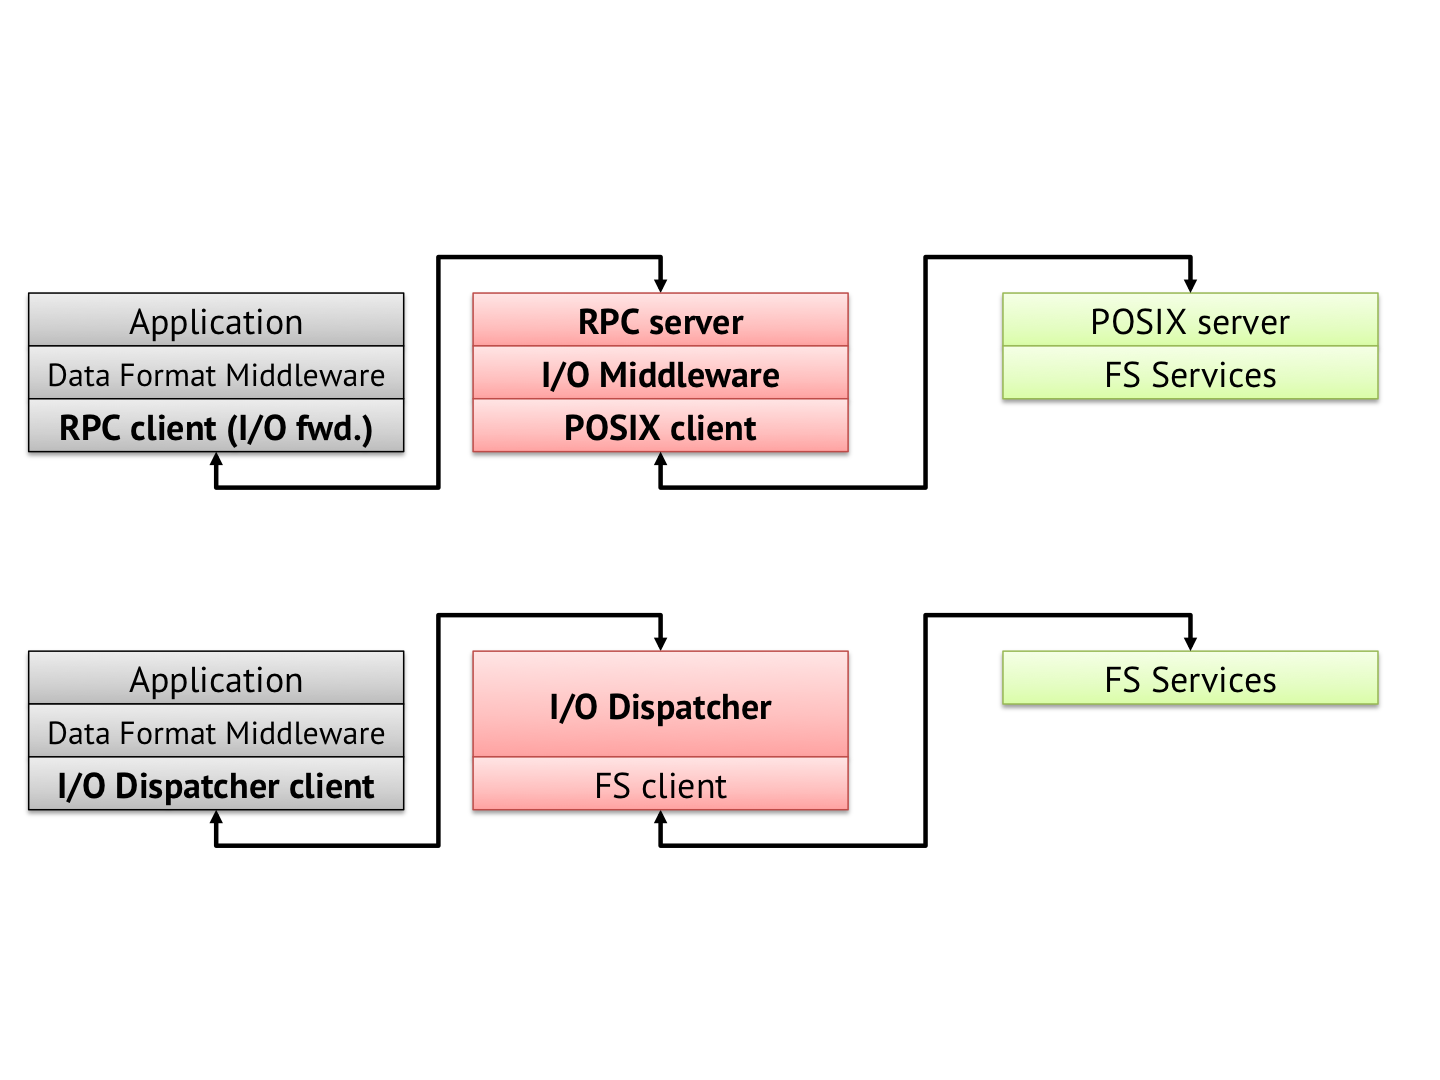 Application
Data Format Middleware
RPC client (I/O fwd.)
RPC server
I/O Middleware
POSIX client
POSIX server
FS Services
Application
Data Format Middleware
I/O Dispatcher client
I/O Dispatcher
FS client
FS Services